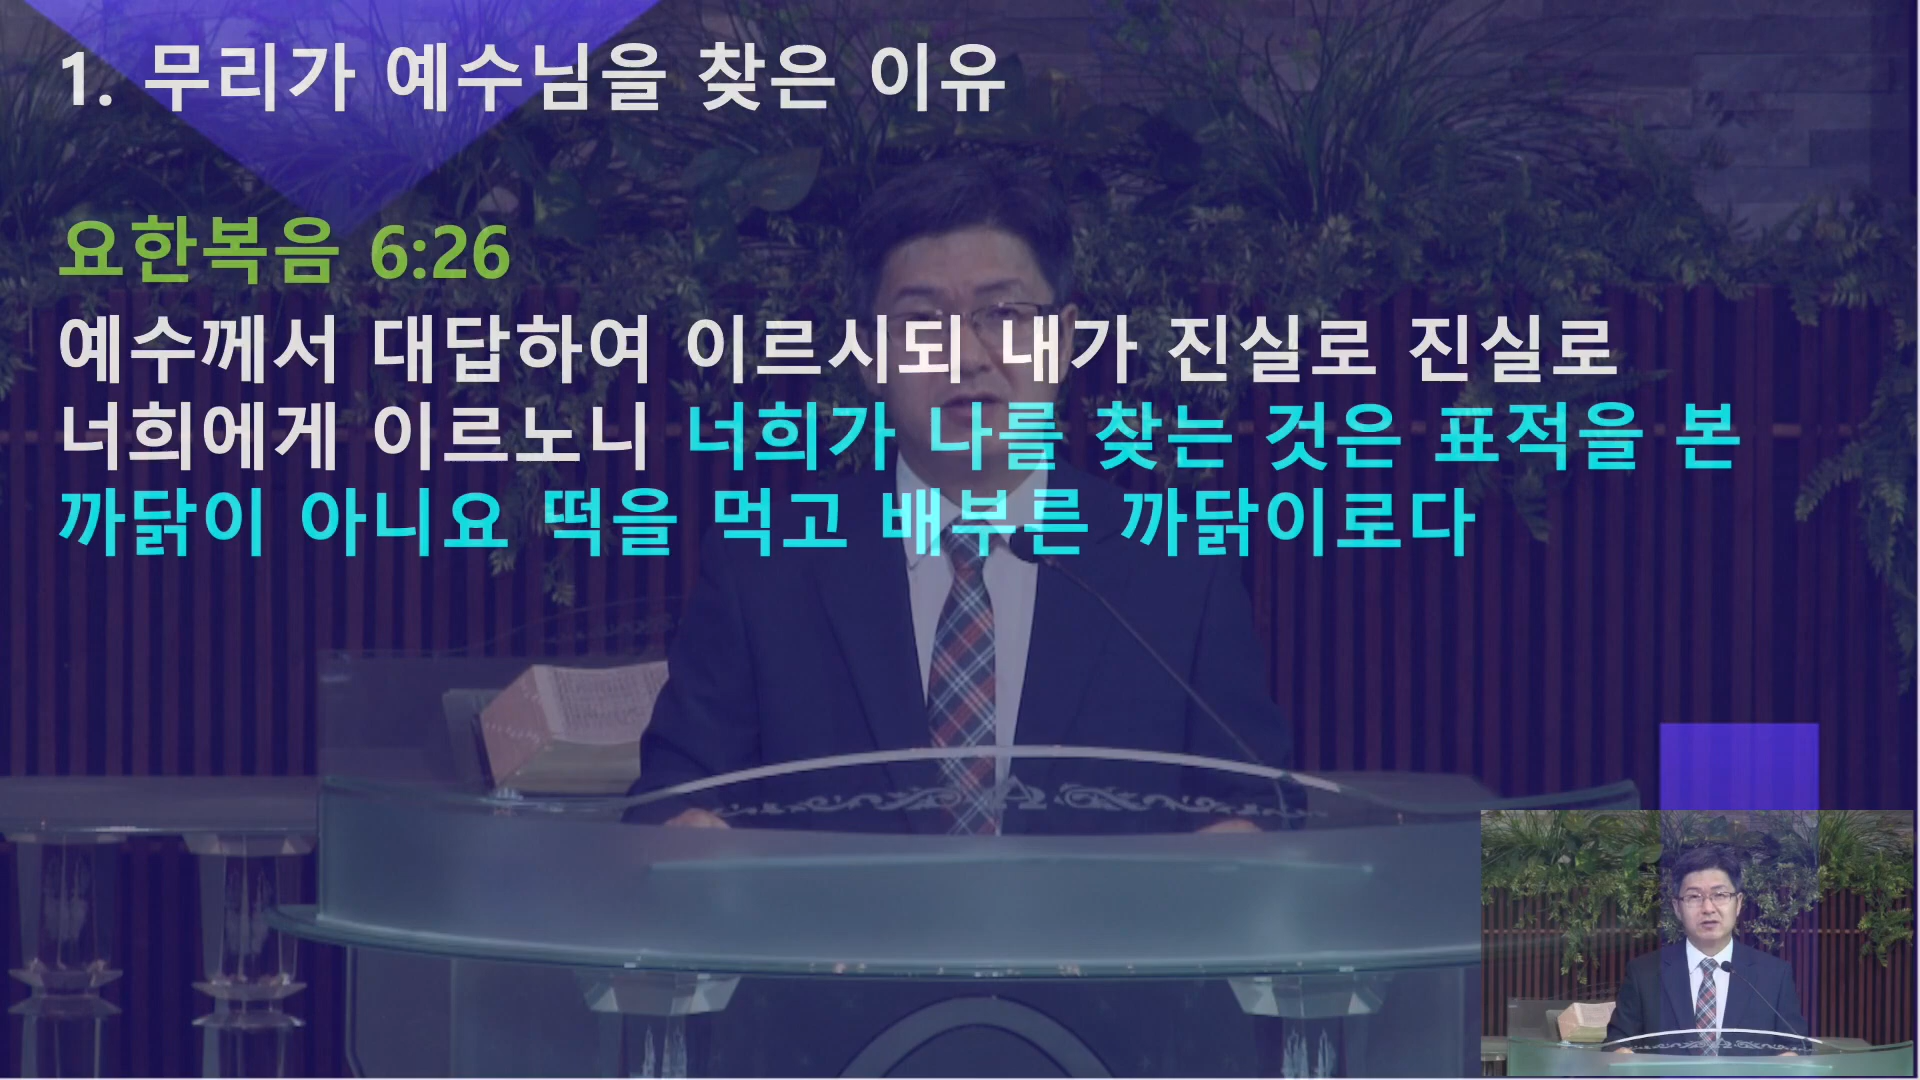 1. 무리가 예수님을 찾은 이유
요한복음 6:26
예수께서 대답하여 이르시되 내가 진실로 진실로
너희에게 이르노니 너희가 나를 찾는 것은 표적을 본
까닭이 아니요 떡을 먹고 배부른 까닭이로다